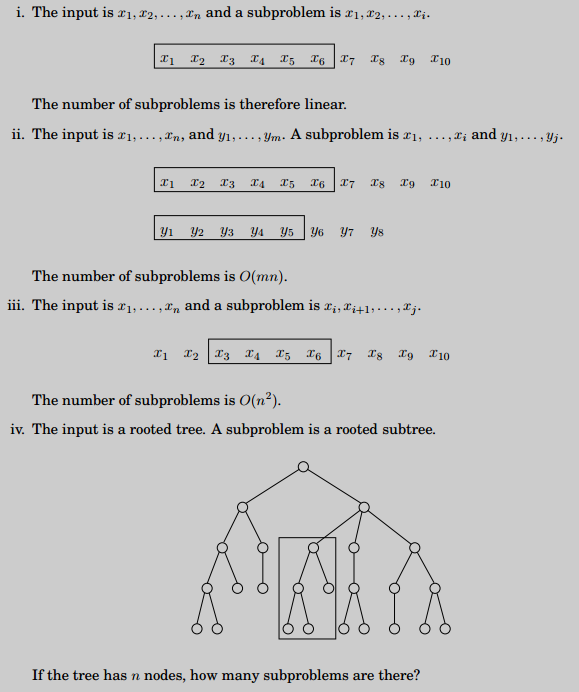 i. The input is x₁, x₂, . . . , xₙ and a subproblem is x₁, x₂, . . . , xᵢ.
x₁ x₂ x₃ x₄ x₅ x₆ x₇ x₈ x₉ x₁₀
The number of subproblems is therefore linear.
ii. The input is x₁, . . . , xₙ, and y₁, . . . , yₘ. A subproblem is x₁, . . . , xᵢ and y₁, . . . , yⱼ.
x₁ x₂ x₃ x₄ x₅ x₆ x₇ x₈ x₉ x₁₀
y₁ y₂ y₃ y₄ y₅ y₆ y₇ y₈
The number of subproblems is O(mn).
iii. The input is x₁, . . . , xₙ and a subproblem is xᵢ, xᵢ₊₁, . . . , xⱼ.
x₁ x₂ x₃ x₄ x₅ x₆ x₇ x₈ x₉ x₁₀
The number of subproblems is O(n²).
iv. The input is a rooted tree. A subproblem is a rooted subtree.
If the tree has n nodes, how many subproblems are there?